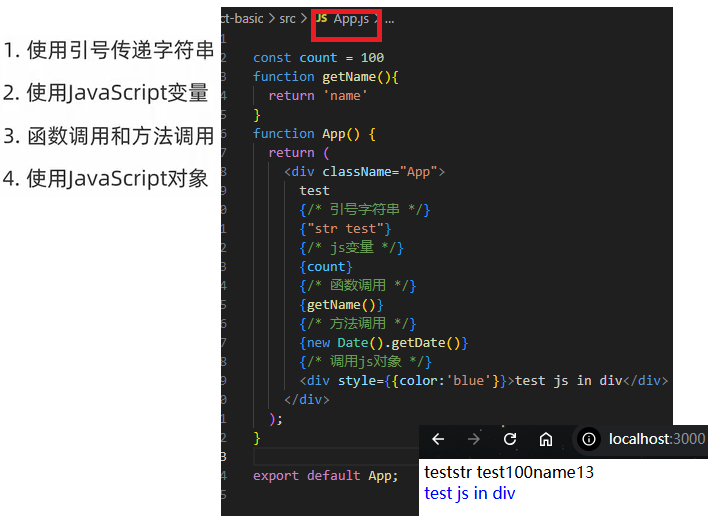 1. 使用引号传递字符串
2. 使用JavaScript变量
3. 函数调用和方法调用
4. 使用JavaScript对象
ct-basic > src > JS App.js > ...
1
2 const count = 100
3 function getName(){
4 return 'name'
5 }
6 function App() {
7 return (
8 <div className="App">
9 test
0 {/* 引号字符串 */}
1 {"str test"}
2 {/* js变量 */}
3 {count}
4 {/* 函数调用 */}
5 {getName()}
6 {/* 方法调用 */}
7 {new Date().getDate()}
8 {/* 调用js对象 */}
9 <div style={{color:'blue'}}>test js in div</div>
0 </div>
1 );
2 }
3
4 export default App;
5
localhost:3000
teststr test100name13
test js in div